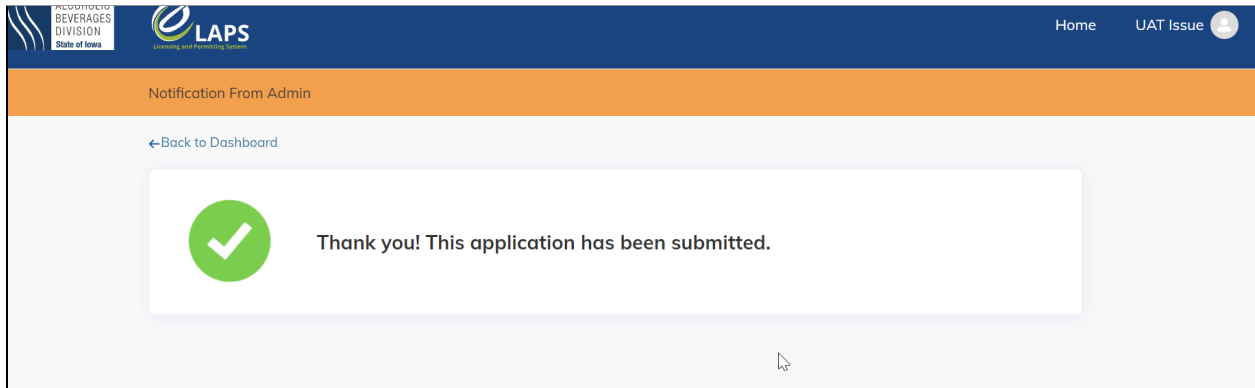 ALCOHOLIC
BEVERAGES
DIVISION
State of Iowa
eLAPS
Licensing and Permitting System
Home
UAT Issue
Notification From Admin
←Back to Dashboard
Thank you! This application has been submitted.